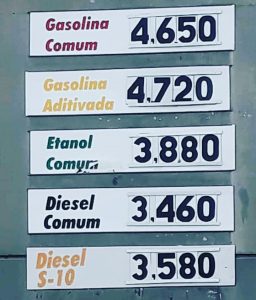 Gasolina
Comum 4,650
Gasolina
Aditivada 4,720
Etanol
Comum 3,880
Diesel
Comum 3,460
Diesel
S-10 3,580